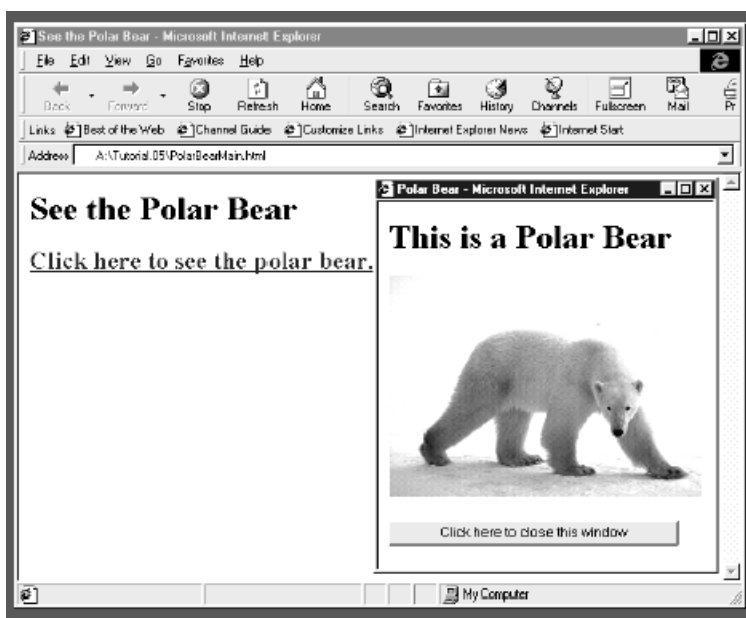 See the Polar Bear - Microsoft Internet Explorer
File Edit View Go Favorites Help
Back Forward Stop Refresh Home Search Favorites History Channels Fullscreen Mail Pr
Links Best of the Web Channel Guide Customize Links Internet Explorer News Internet Start
Address A:\Tutorial.05\PolarBearMain.html
See the Polar Bear
Click here to see the polar bear.
Polar Bear - Microsoft Internet Explorer
This is a Polar Bear
Click here to close this window
My Computer